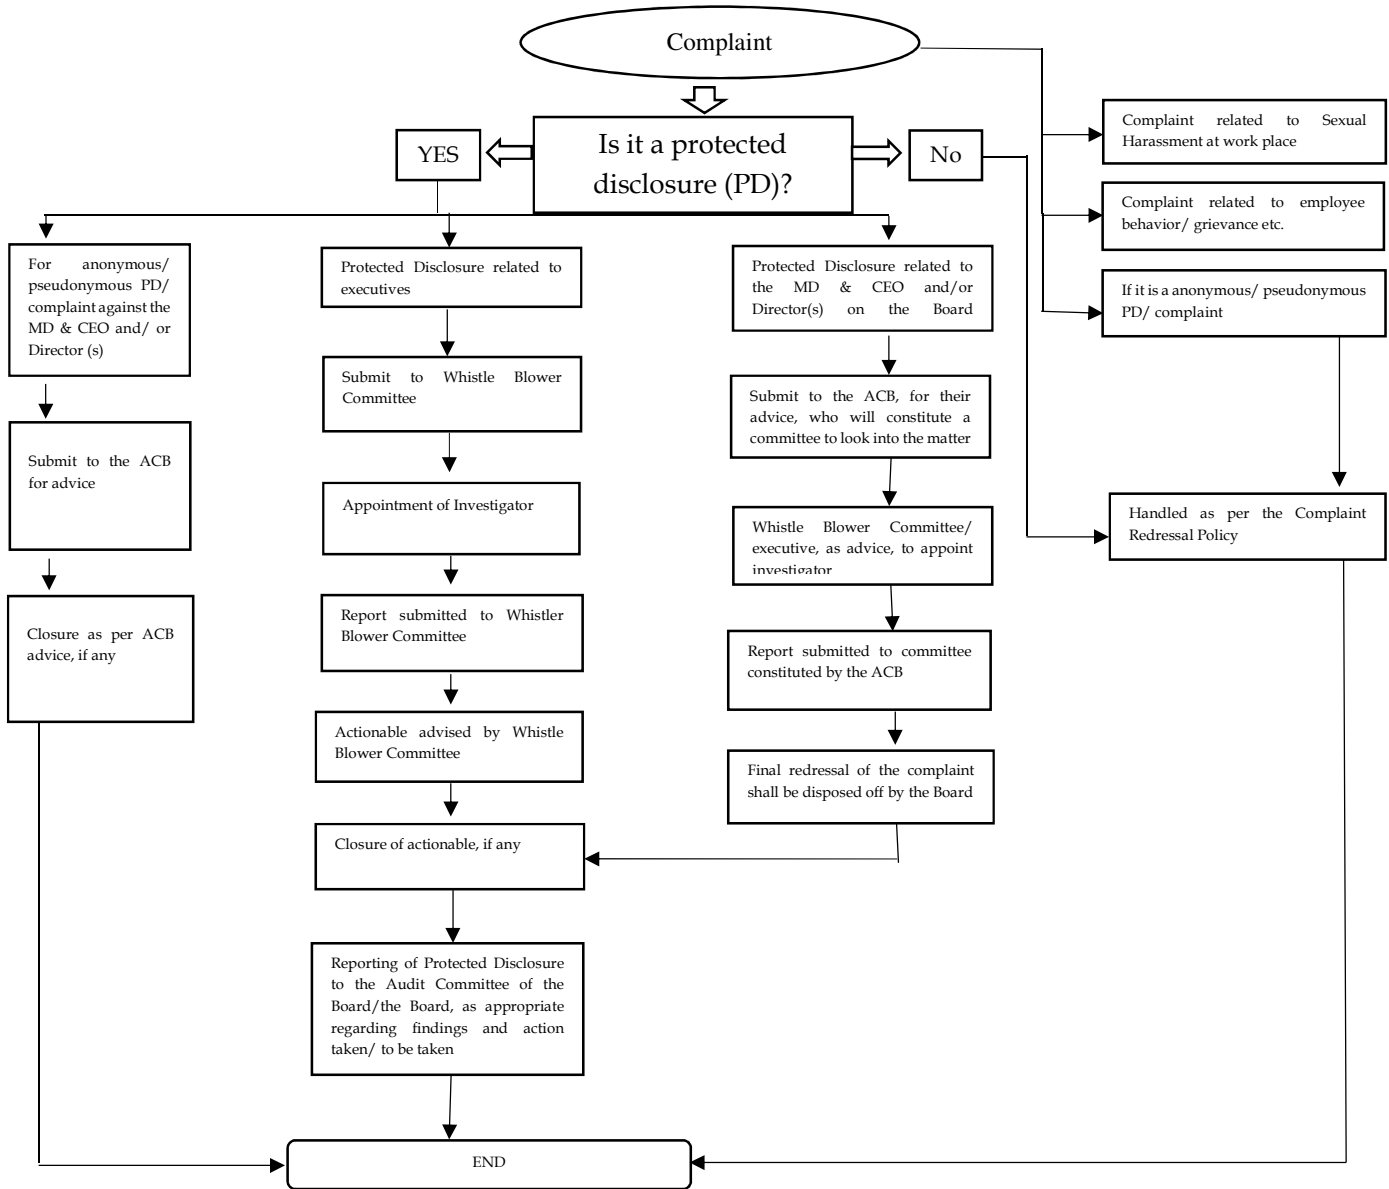 Complaint
Is it a protected
disclosure (PD)?
YES
No
Complaint related to Sexual
Harassment at work place
Complaint related to employee
behavior/ grievance etc.
If it is a anonymous/ pseudonymous
PD/ complaint
Handled as per the Complaint
Redressal Policy
For anonymous/
pseudonymous PD/
complaint against the
MD & CEO and/ or
Director (s)
Submit to the ACB
for advice
Closure as per ACB
advice, if any
Protected Disclosure related to
executives
Submit to Whistle Blower
Committee
Appointment of Investigator
Report submitted to Whistler
Blower Committee
Actionable advised by Whistle
Blower Committee
Closure of actionable, if any
Reporting of Protected Disclosure
to the Audit Committee of the
Board/the Board, as appropriate
regarding findings and action
taken/ to be taken
Protected Disclosure related to
the MD & CEO and/or
Director(s) on the Board
Submit to the ACB, for their
advice, who will constitute a
committee to look into the matter
Whistle Blower Committee/
executive, as advice, to appoint
investigator
Report submitted to committee
constituted by the ACB
Final redressal of the complaint
shall be disposed off by the Board
END